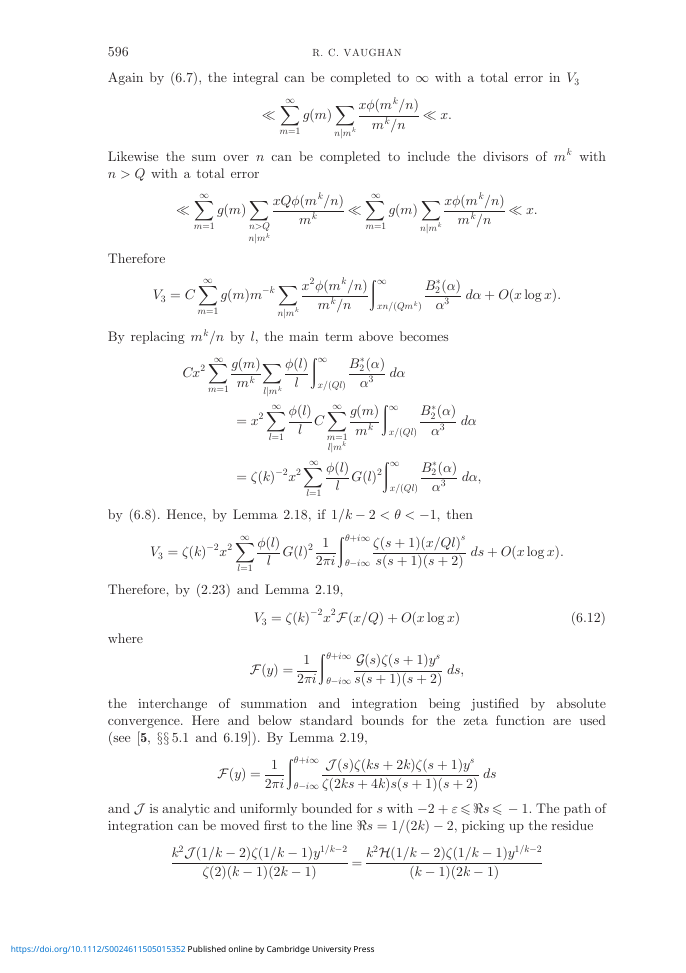 596 R. C. VAUGHAN
Again by (6.7), the integral can be completed to ∞ with a total error in V₃
≪ ∑_{m=1}^{∞} g(m) ∑_{n|m^k} xϕ(m^k/n) / (m^k/n) ≪ x.
Likewise the sum over n can be completed to include the divisors of m^k with
n > Q with a total error
≪ ∑_{m=1}^{∞} g(m) ∑_{n>Q, n|m^k} xQϕ(m^k/n) / m^k ≪ ∑_{m=1}^{∞} g(m) ∑_{n|m^k} xϕ(m^k/n) / (m^k/n) ≪ x.
Therefore
V₃ = C ∑_{m=1}^{∞} g(m)m^{−k} ∑_{n|m^k} x²ϕ(m^k/n) / (m^k/n) ∫_{xn/(Qm^k)}^{∞} B₂*(α)/α³ dα + O(x log x).
By replacing m^k/n by l, the main term above becomes
Cx² ∑_{m=1}^{∞} g(m)/m^k ∑_{l|m^k} ϕ(l)/l ∫_{x/(Ql)}^{∞} B₂*(α)/α³ dα
= x² ∑_{l=1}^{∞} ϕ(l)/l C ∑_{m=1, l|m^k}^{∞} g(m)/m^k ∫_{x/(Ql)}^{∞} B₂*(α)/α³ dα
= ζ(k)^{−2}x² ∑_{l=1}^{∞} ϕ(l)/l G(l)² ∫_{x/(Ql)}^{∞} B₂*(α)/α³ dα,
by (6.8). Hence, by Lemma 2.18, if 1/k − 2 < θ < −1, then
V₃ = ζ(k)^{−2}x² ∑_{l=1}^{∞} ϕ(l)/l G(l)² 1/(2πi) ∫_{θ−i∞}^{θ+i∞} ζ(s + 1)(x/Ql)^s / (s(s + 1)(s + 2)) ds + O(x log x).
Therefore, by (2.23) and Lemma 2.19,
V₃ = ζ(k)^{−2}x²ℱ(x/Q) + O(x log x) (6.12)
where
ℱ(y) = 1/(2πi) ∫_{θ−i∞}^{θ+i∞} 𝒢(s)ζ(s + 1)y^s / (s(s + 1)(s + 2)) ds,
the interchange of summation and integration being justified by absolute
convergence. Here and below standard bounds for the zeta function are used
(see [5, §§ 5.1 and 6.19]). By Lemma 2.19,
ℱ(y) = 1/(2πi) ∫_{θ−i∞}^{θ+i∞} 𝒥(s)ζ(ks + 2k)ζ(s + 1)y^s / (ζ(2ks + 4k)s(s + 1)(s + 2)) ds
and 𝒥 is analytic and uniformly bounded for s with −2 + ε ⩽ ℜs ⩽ − 1. The path of
integration can be moved first to the line ℜs = 1/(2k) − 2, picking up the residue
k²𝒥(1/k − 2)ζ(1/k − 1)y^{1/k−2} / (ζ(2)(k − 1)(2k − 1)) = k²ℋ(1/k − 2)ζ(1/k − 1)y^{1/k−2} / ((k − 1)(2k − 1))
https://doi.org/10.1112/S0024611505015352 Published online by Cambridge University Press